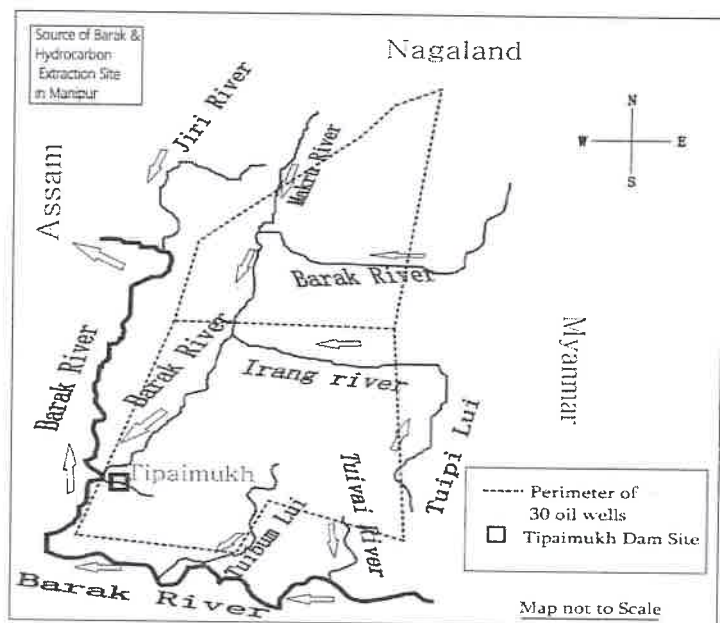 Source of Barak &
Hydrocarbon
Extraction Site
in Manipur
Nagaland
Jiri River
Makru River
N
W E
S
Assam
Barak River
Myanmar
Barak River
Barak River
Irang river
Tuipi Lui
Tipaimukh
Tuivai River
Tuibum Lui
Barak River
Perimeter of
30 oil wells
Tipaimukh Dam Site
Map not to Scale